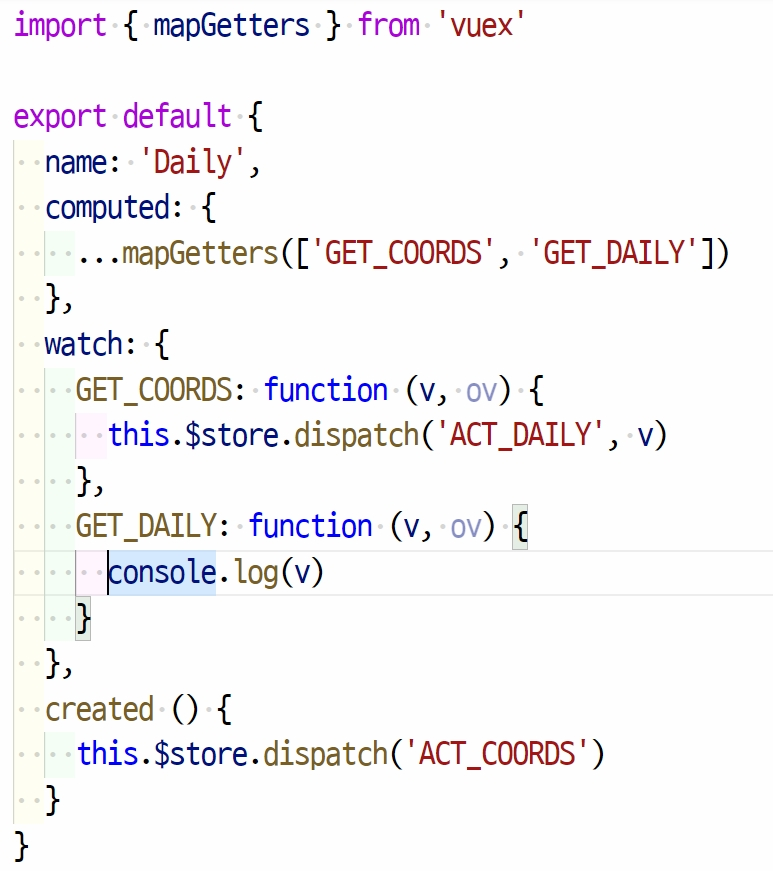 import { mapGetters } from 'vuex'

export default {
  name: 'Daily',
  computed: {
    ...mapGetters(['GET_COORDS', 'GET_DAILY'])
  },
  watch: {
    GET_COORDS: function (v, ov) {
      this.$store.dispatch('ACT_DAILY', v)
    },
    GET_DAILY: function (v, ov) {
      console.log(v)
    }
  },
  created () {
    this.$store.dispatch('ACT_COORDS')
  }
}